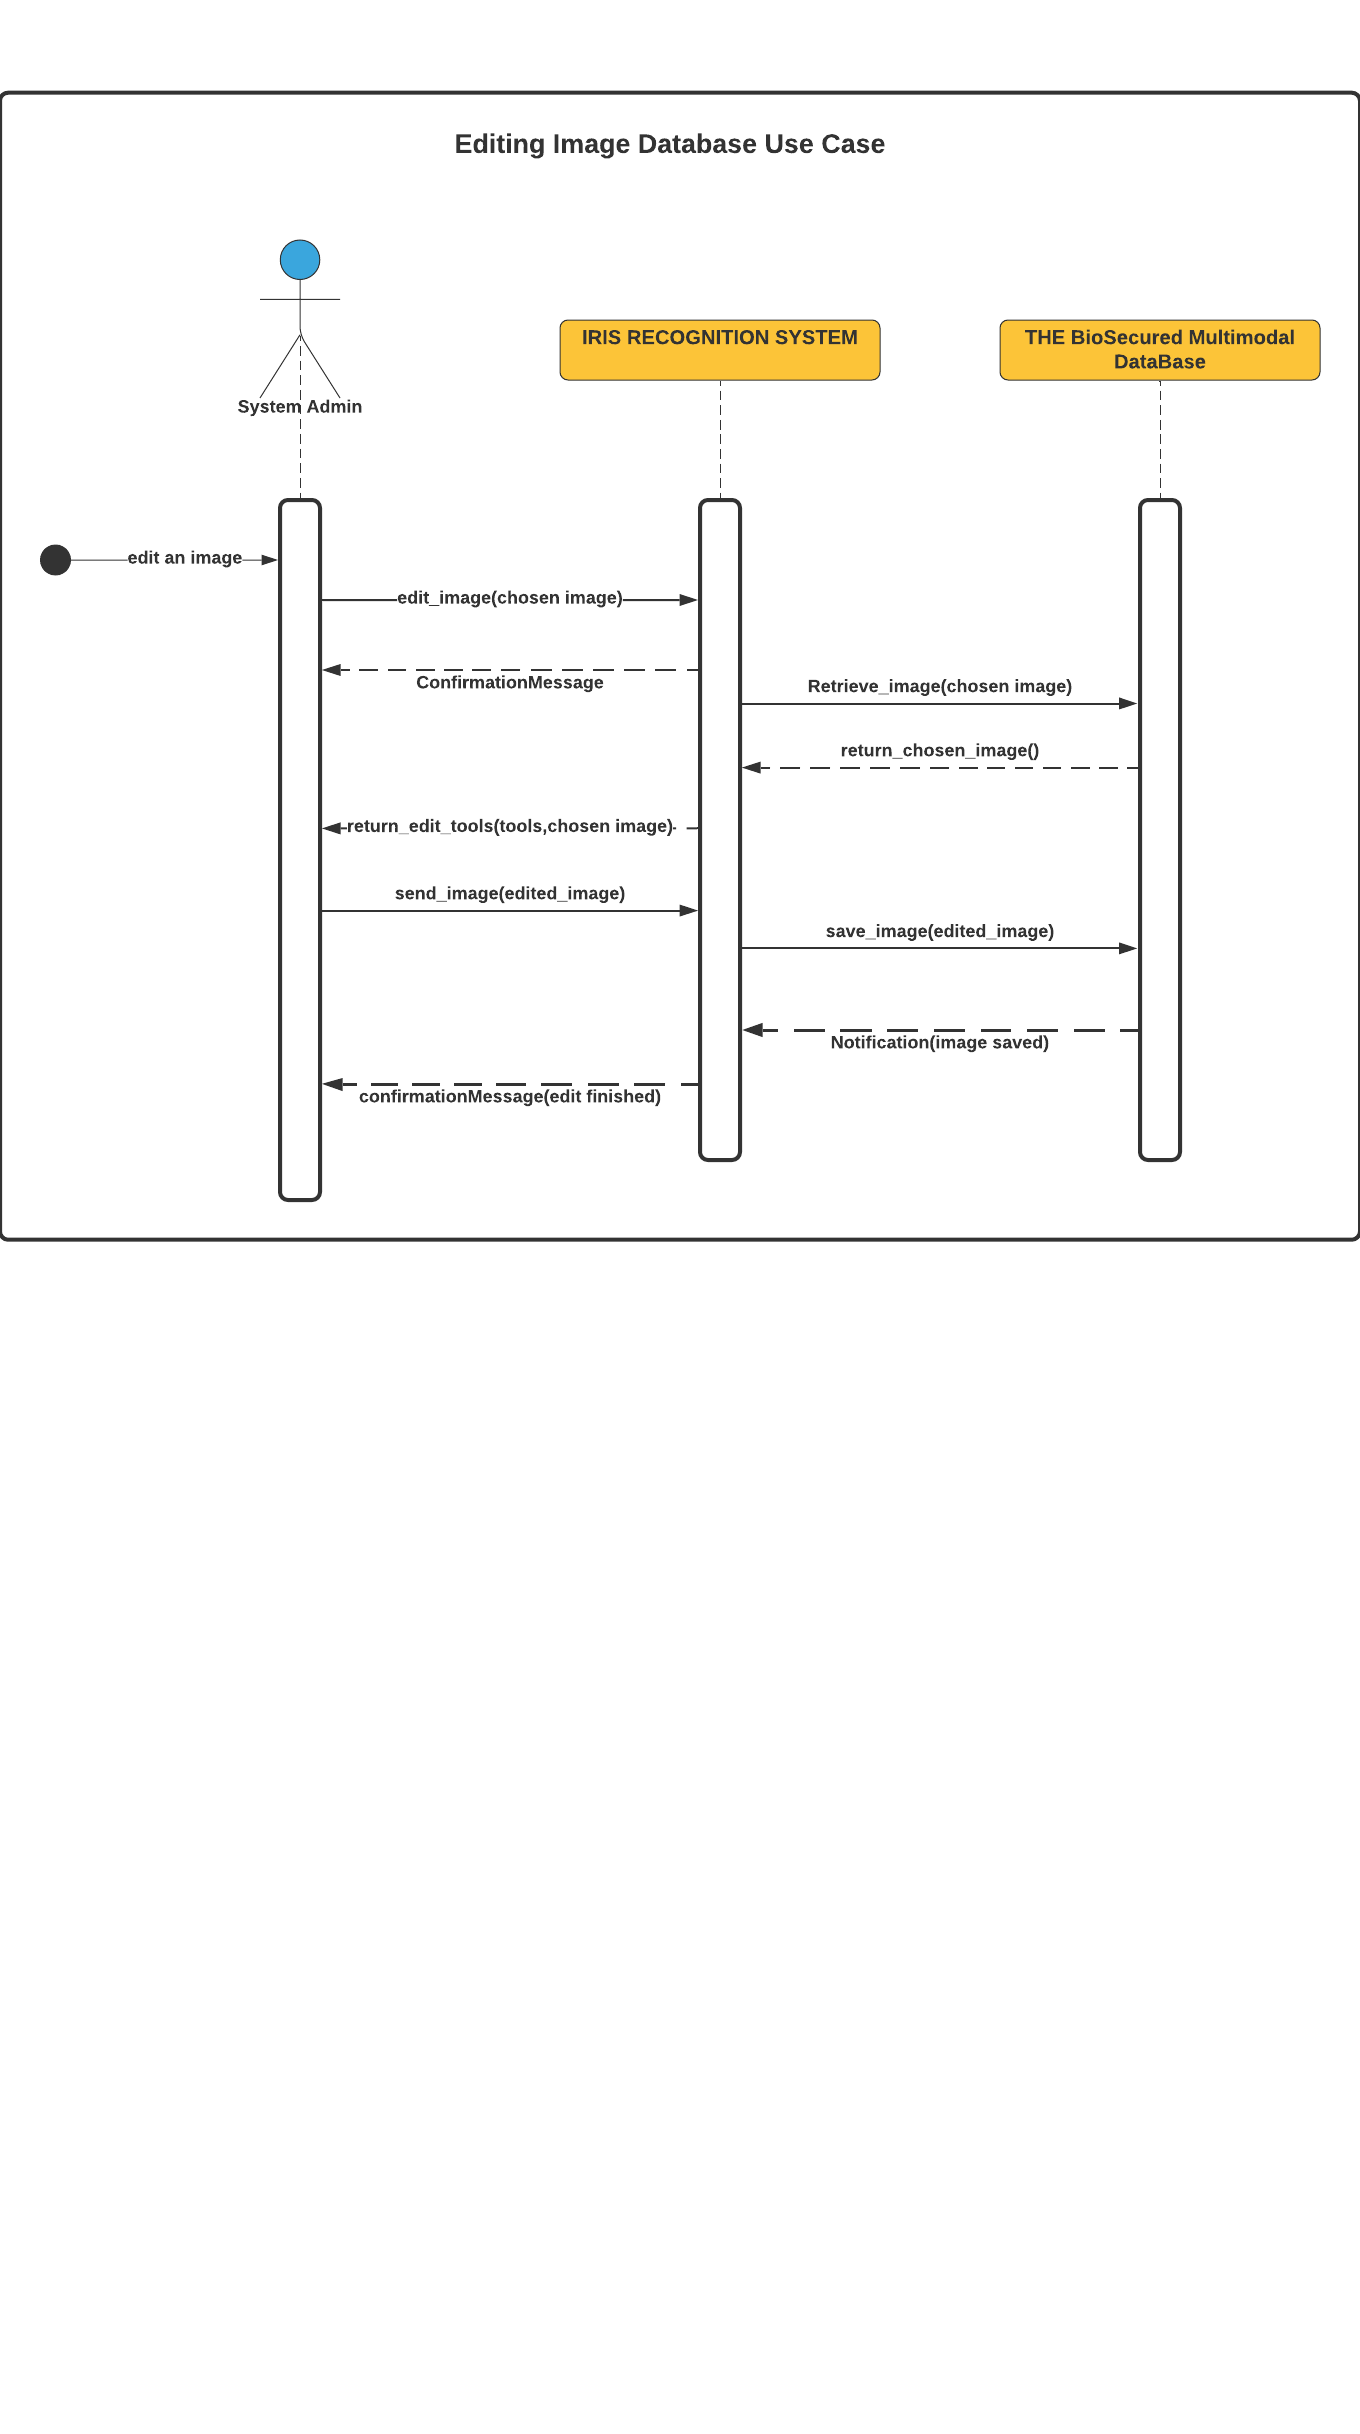 Editing Image Database Use Case
System Admin
IRIS RECOGNITION SYSTEM
THE BioSecured Multimodal
DataBase
edit an image
edit_image(chosen image)
ConfirmationMessage
Retrieve_image(chosen image)
return_chosen_image()
return_edit_tools(tools,chosen image)
send_image(edited_image)
save_image(edited_image)
Notification(image saved)
confirmationMessage(edit finished)